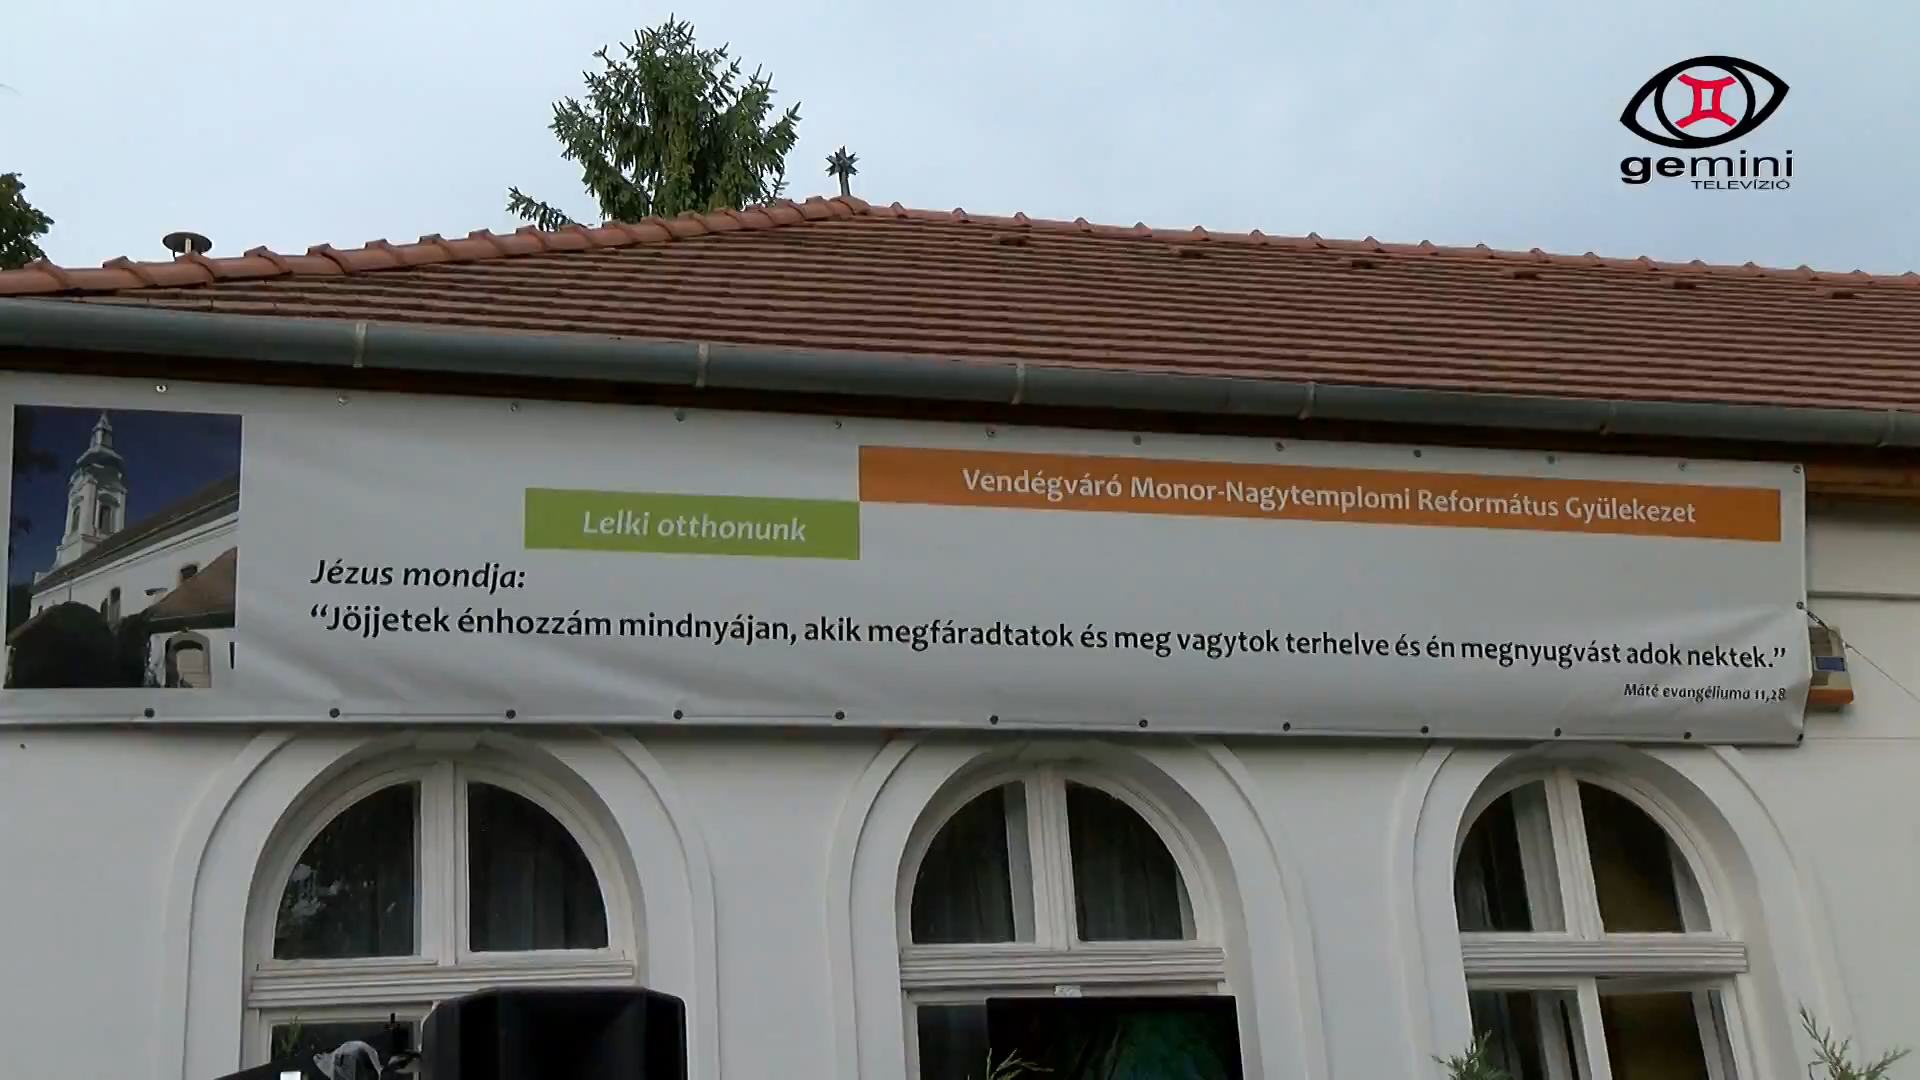 gemini
TELEVÍZIÓ
Vendégváró Monor-Nagytemplomi Református Gyülekezet
Lelki otthonunk
Jézus mondja:
“Jöjjetek énhozzám mindnyájan, akik megfáradtatok és meg vagytok terhelve és én megnyugvást adok nektek.”
Máté evangéliuma 11,28